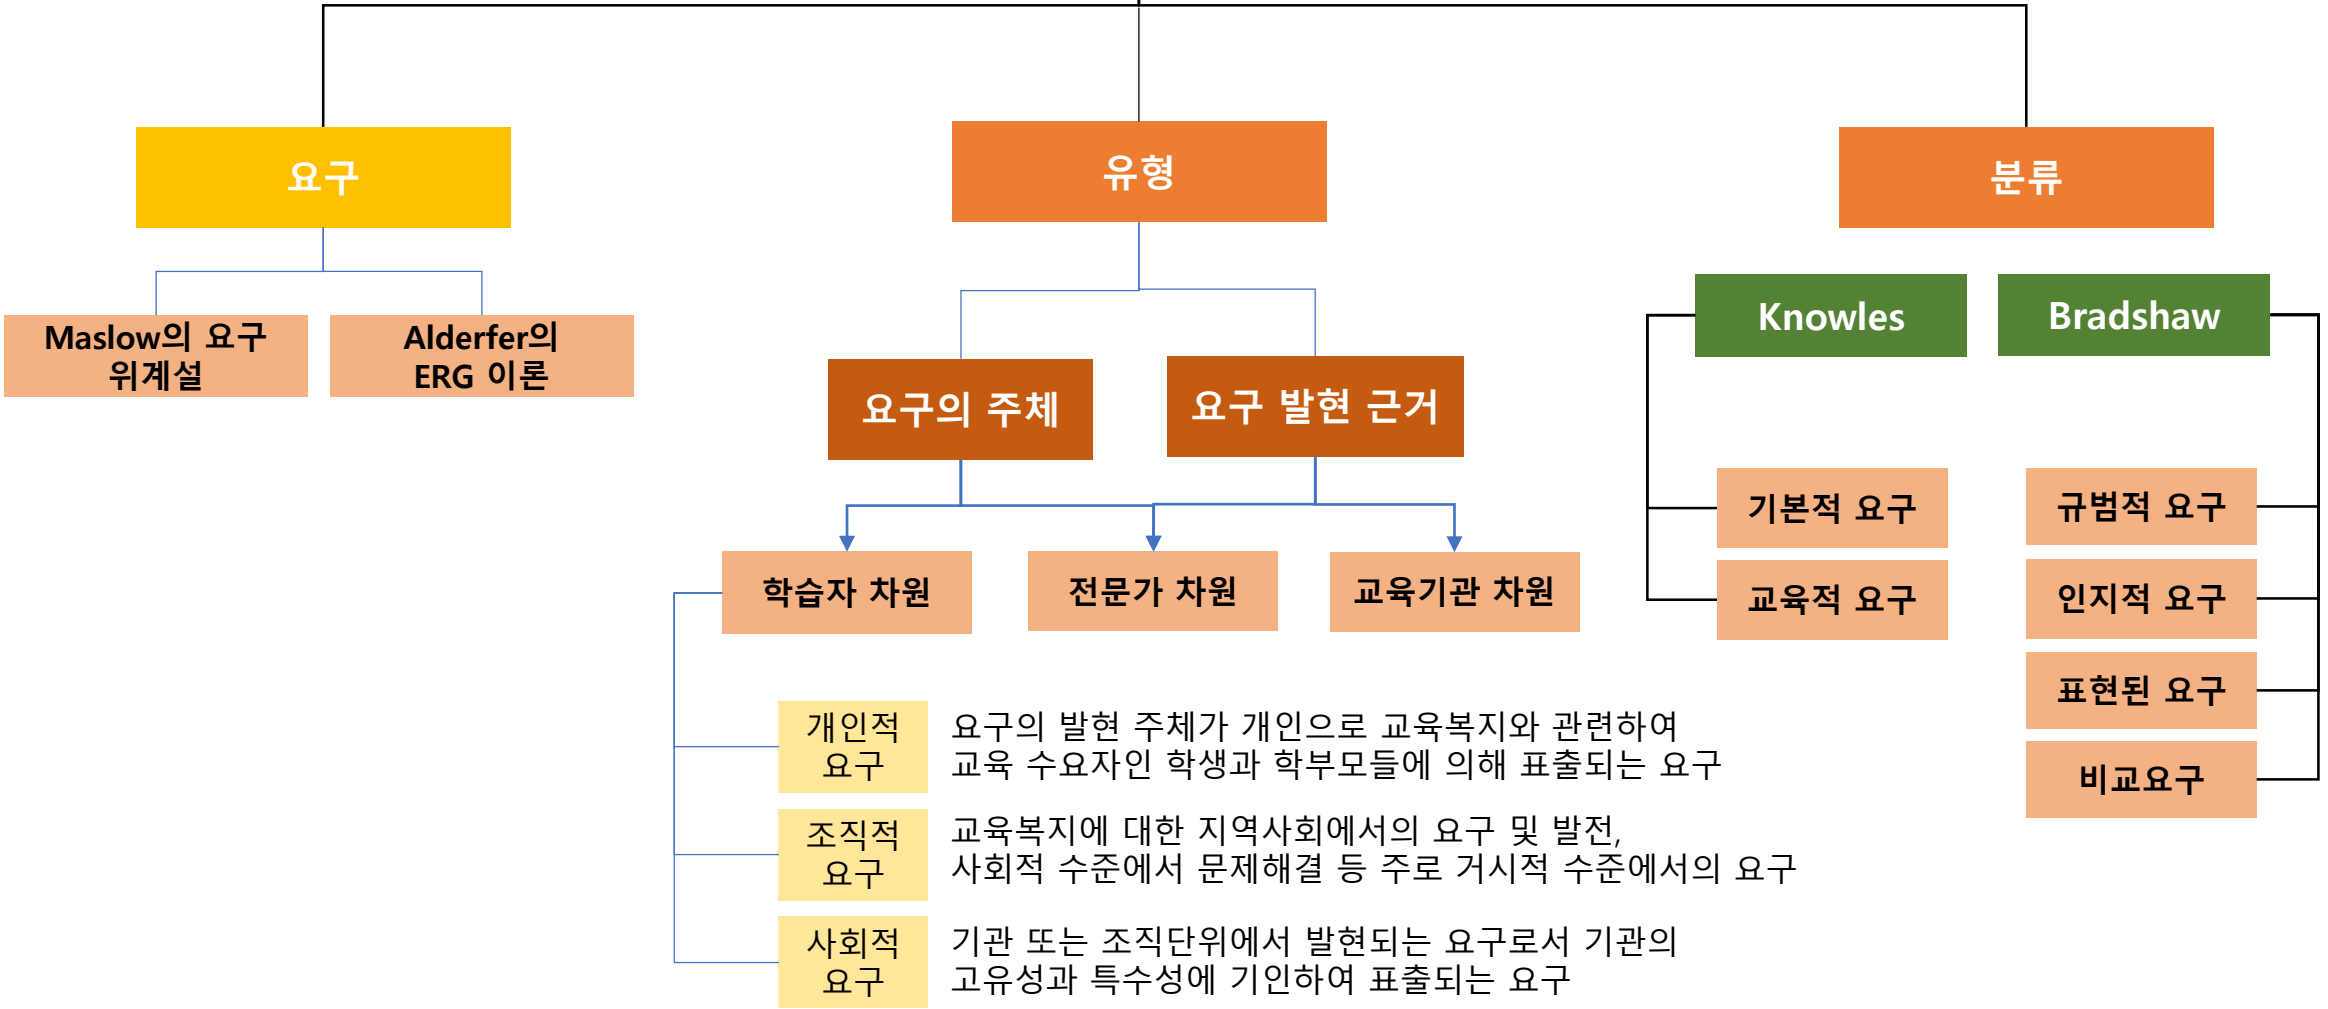 요구
유형
분류
Maslow의 요구
위계설
Alderfer의
ERG 이론
Knowles
Bradshaw
요구의 주체
요구 발현 근거
기본적 요구
교육적 요구
규범적 요구
인지적 요구
표현된 요구
비교요구
학습자 차원
전문가 차원
교육기관 차원
개인적
요구
요구의 발현 주체가 개인으로 교육복지와 관련하여
교육 수요자인 학생과 학부모들에 의해 표출되는 요구
조직적
요구
교육복지에 대한 지역사회에서의 요구 및 발전,
사회적 수준에서 문제해결 등 주로 거시적 수준에서의 요구
사회적
요구
기관 또는 조직단위에서 발현되는 요구로서 기관의
고유성과 특수성에 기인하여 표출되는 요구